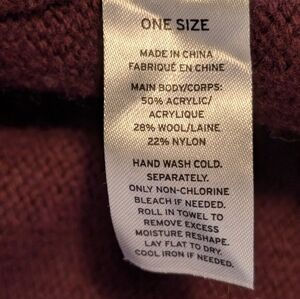 ONE SIZE
MADE IN CHINA
FABRIQUÉ EN CHINE
MAIN BODY/CORPS:
50% ACRYLIC/
ACRYLIQUE
28% WOOL/LAINE
22% NYLON
HAND WASH COLD.
SEPARATELY.
ONLY NON-CHLORINE
BLEACH IF NEEDED.
ROLL IN TOWEL TO
REMOVE EXCESS
MOISTURE RESHAPE.
LAY FLAT TO DRY.
COOL IRON IF NEEDED.